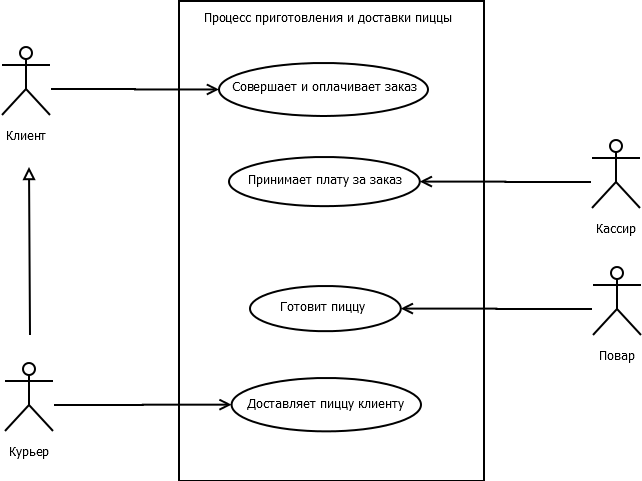 Процесс приготовления и доставки пиццы
Совершает и оплачивает заказ
Клиент
Принимает плату за заказ
Кассир
Готовит пиццу
Повар
Доставляет пиццу клиенту
Курьер